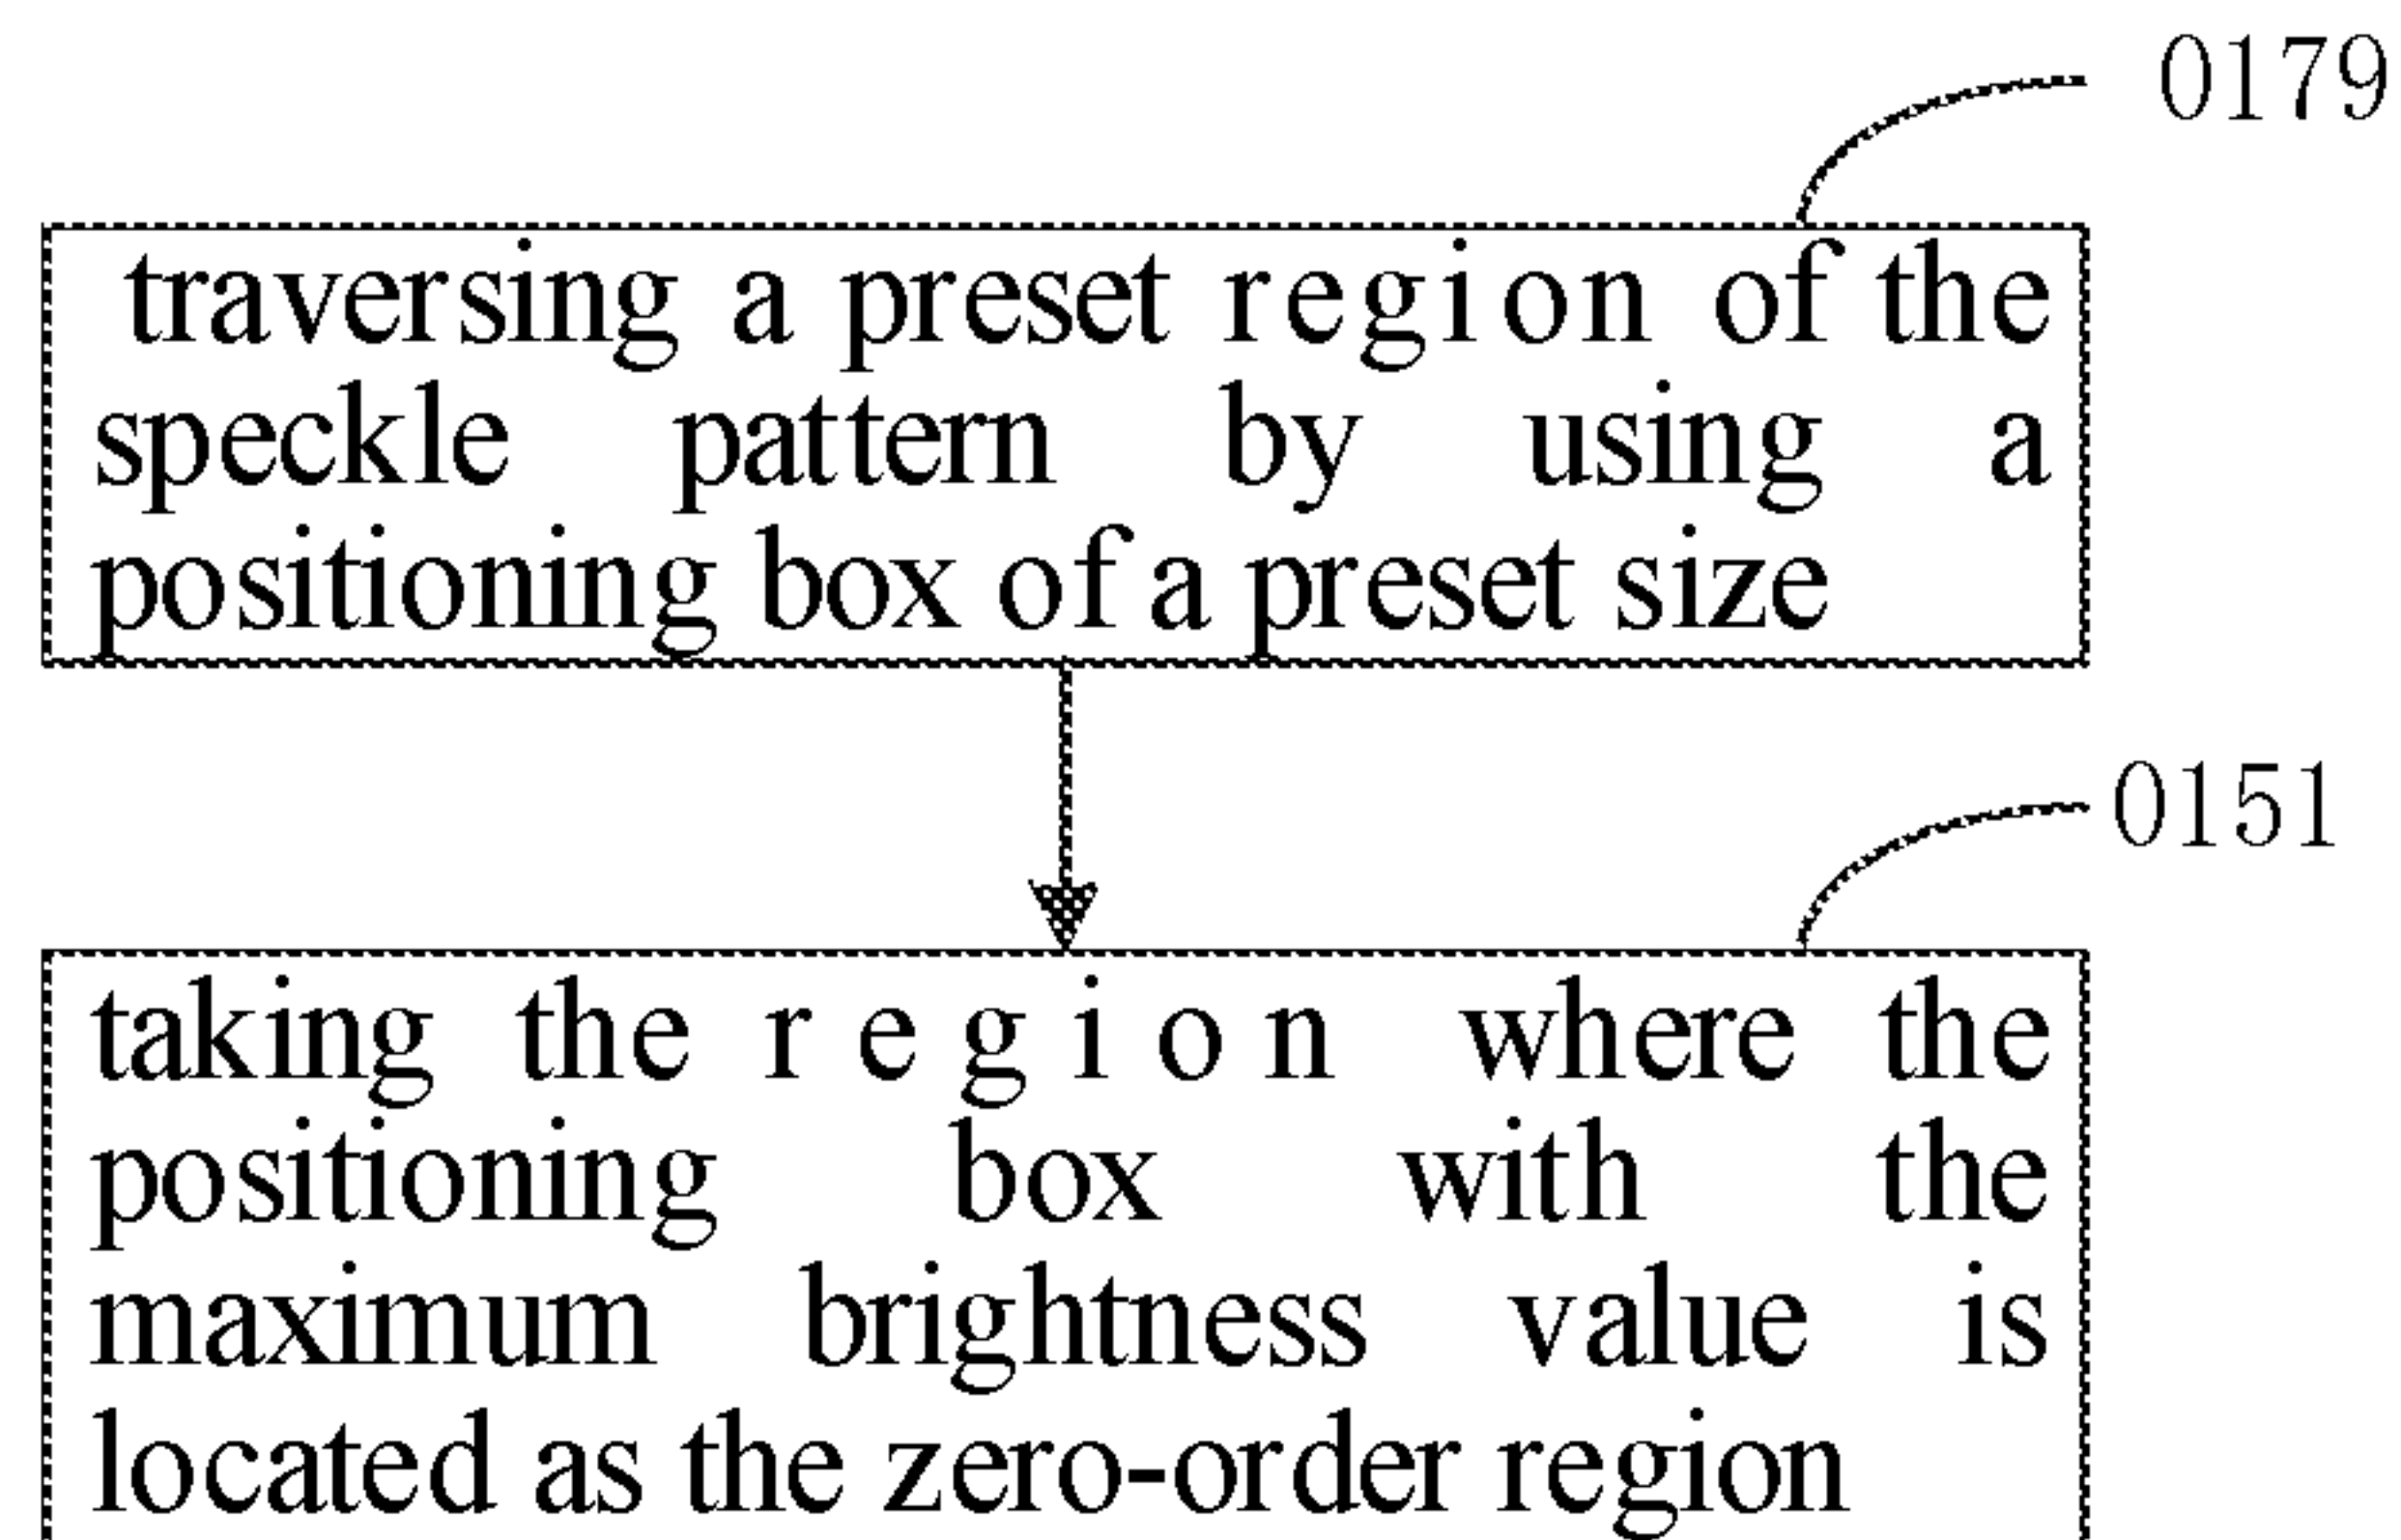 0179
traversing a preset region of the
speckle pattern by using a
positioning box of a preset size
0151
taking the region where the
positioning box with the
maximum brightness value is
located as the zero-order region